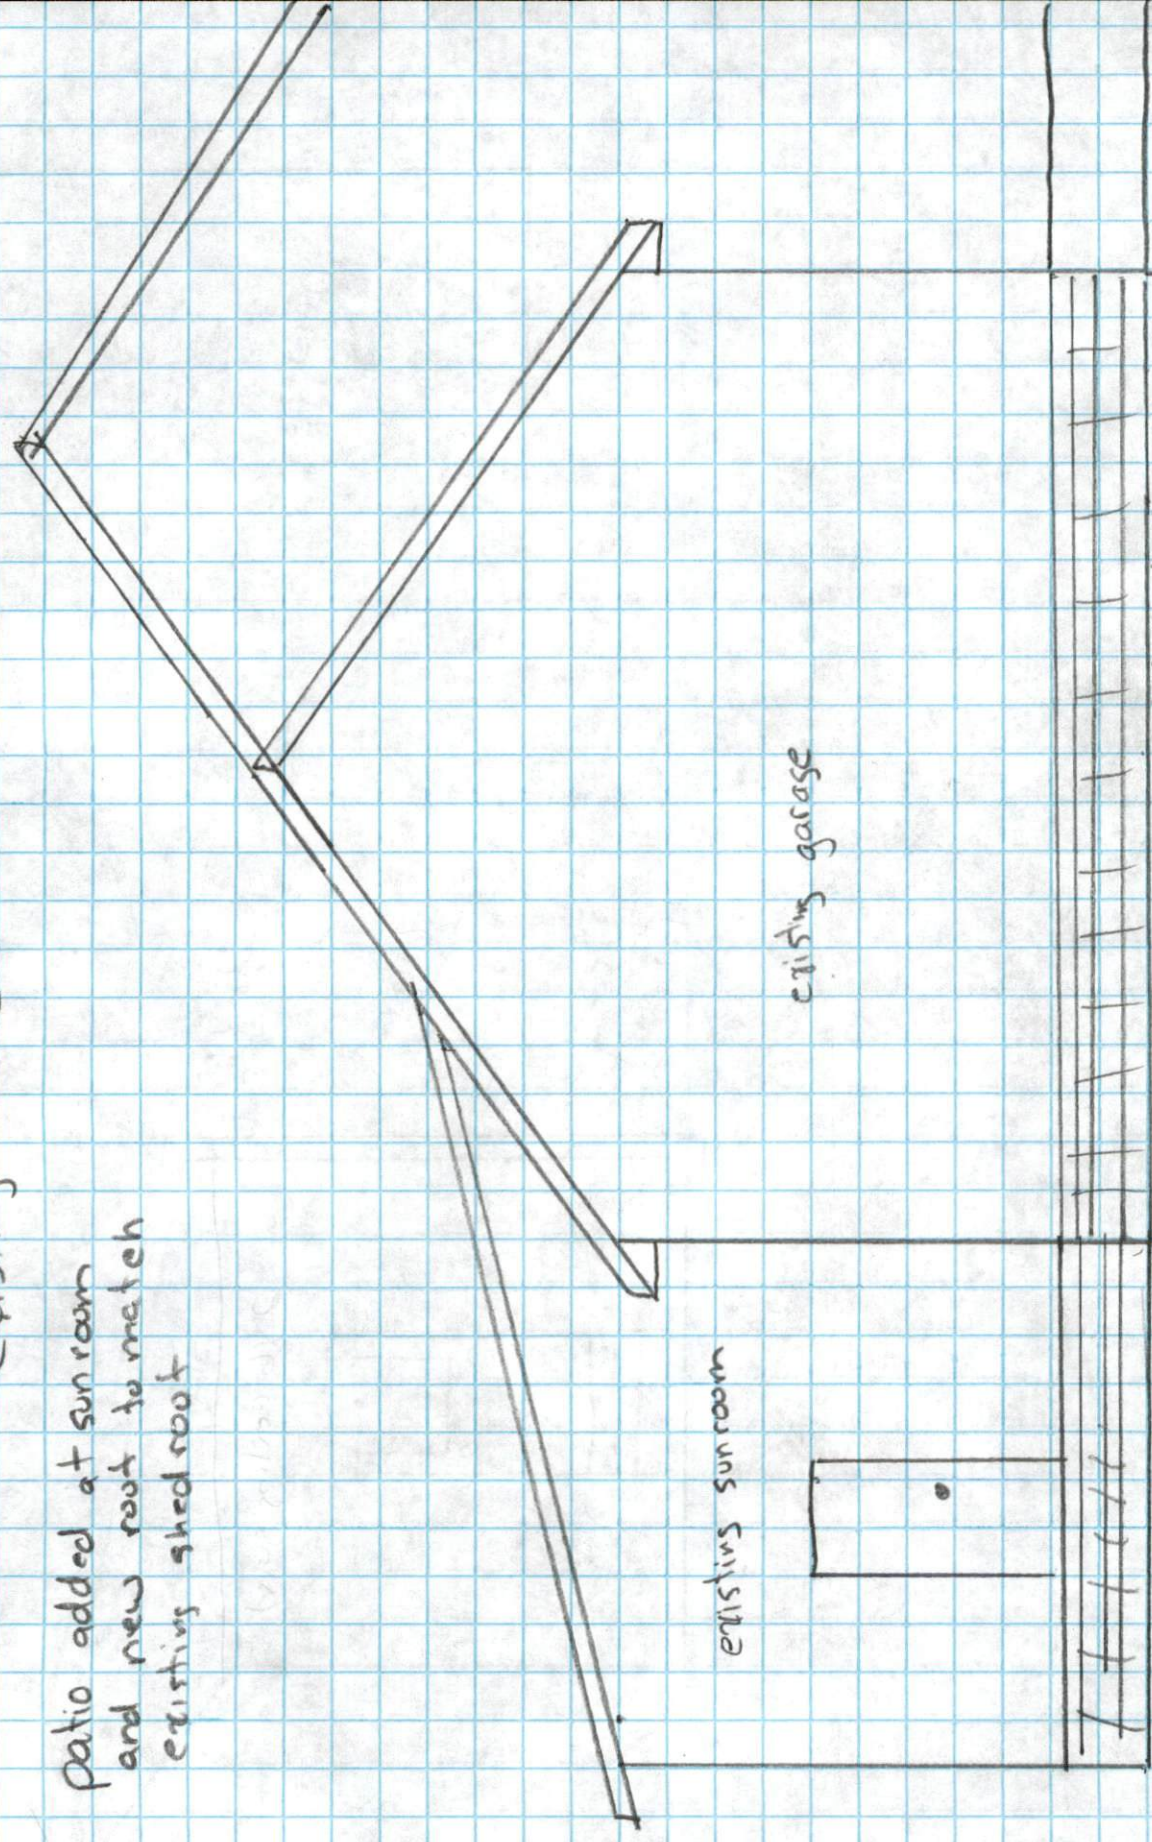 patio added at sunroom
and new roof to match
existing shed roof
existing sunroom
existing garage